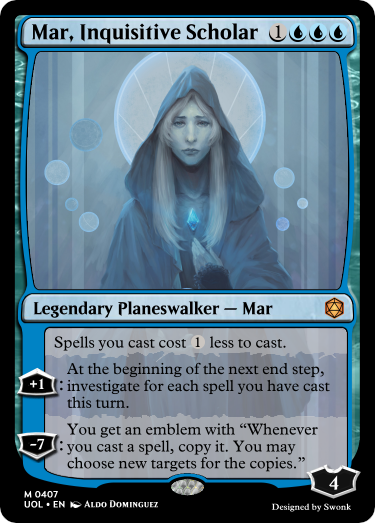 Mar, Inquisitive Scholar 1
Legendary Planeswalker — Mar
Spells you cast cost 1 less to cast.
+1: At the beginning of the next end step,
investigate for each spell you have cast
this turn.
-7: You get an emblem with “Whenever
you cast a spell, copy it. You may
choose new targets for the copies.”
4
M 0407
UOL • EN Aldo Dominguez
Designed by Swonk